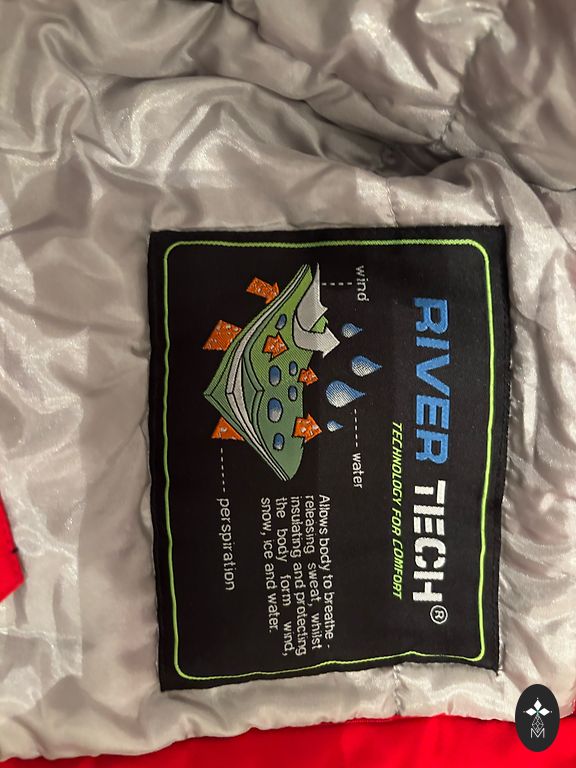 RIVER TECH®
TECHNOLOGY FOR COMFORT
wind
water
perspiration
Allows body to breathe -
releasing sweat, whilst
insulating and protecting
the body form wind,
snow, ice and water.
M